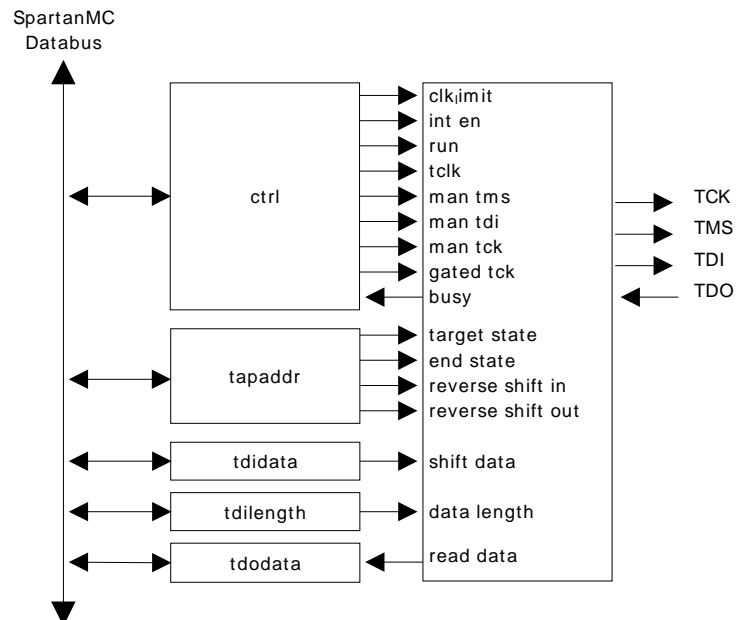 SpartanMC
Databus
ctrl
clk_limit
int en
run
tclk
man tms
man tdi
man tck
gated tck
busy
tapaddr
target state
end state
reverse shift in
reverse shift out
tdidata
shift data
tdilength
data length
tdodata
read data
TCK
TMS
TDI
TDO